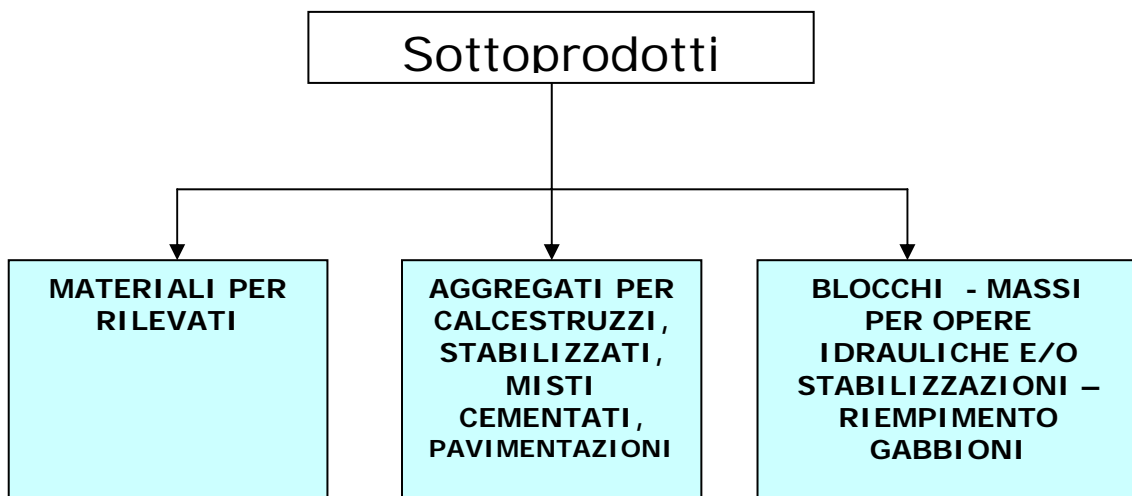 Sottoprodotti
MATERIALI PER
RILEVATI
AGGREGATI PER
CALCESTRUZZI,
STABILIZZATI,
MISTI
CEMENTATI,
PAVIMENTAZIONI
BLOCCHI - MASSI
PER OPERE
IDRAULICHE E/O
STABILIZZAZIONI –
RIEMPIMENTO
GABBIONI